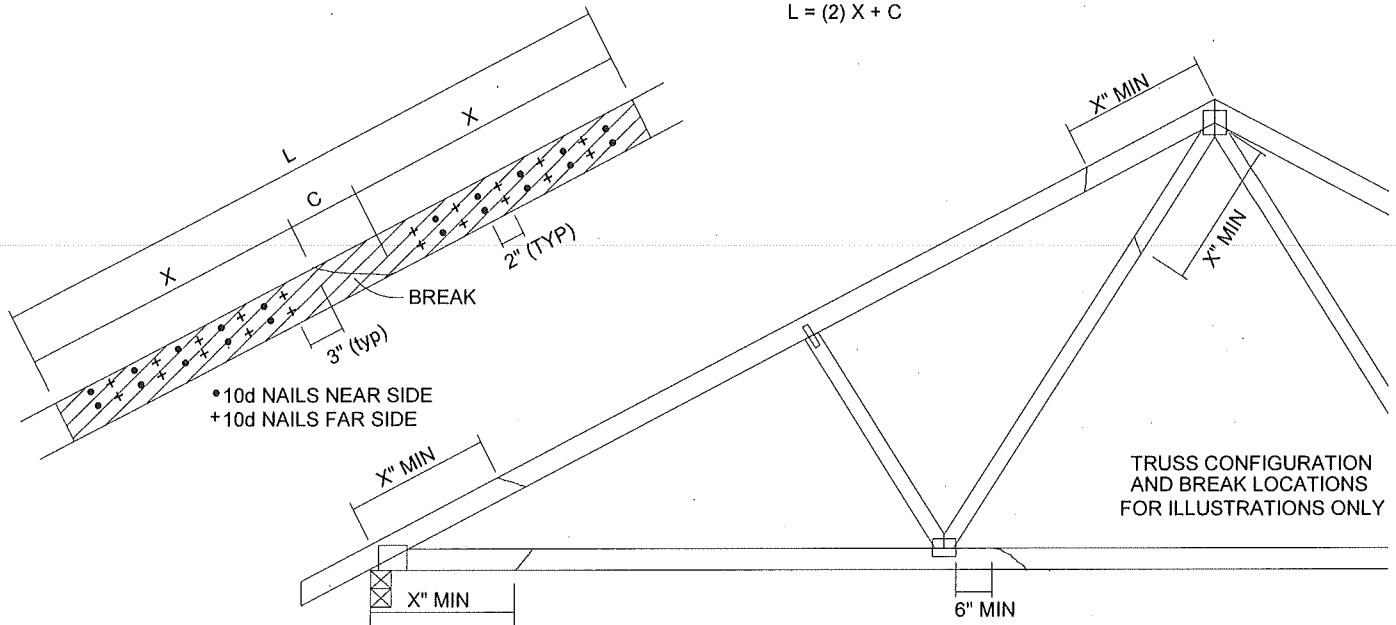 L = (2) X + C
L
X
C
X
X" MIN
X" MIN
2" (TYP)
BREAK
3" (typ)
• 10d NAILS NEAR SIDE
+ 10d NAILS FAR SIDE
X" MIN
TRUSS CONFIGURATION
AND BREAK LOCATIONS
FOR ILLUSTRATIONS ONLY
X" MIN
6" MIN